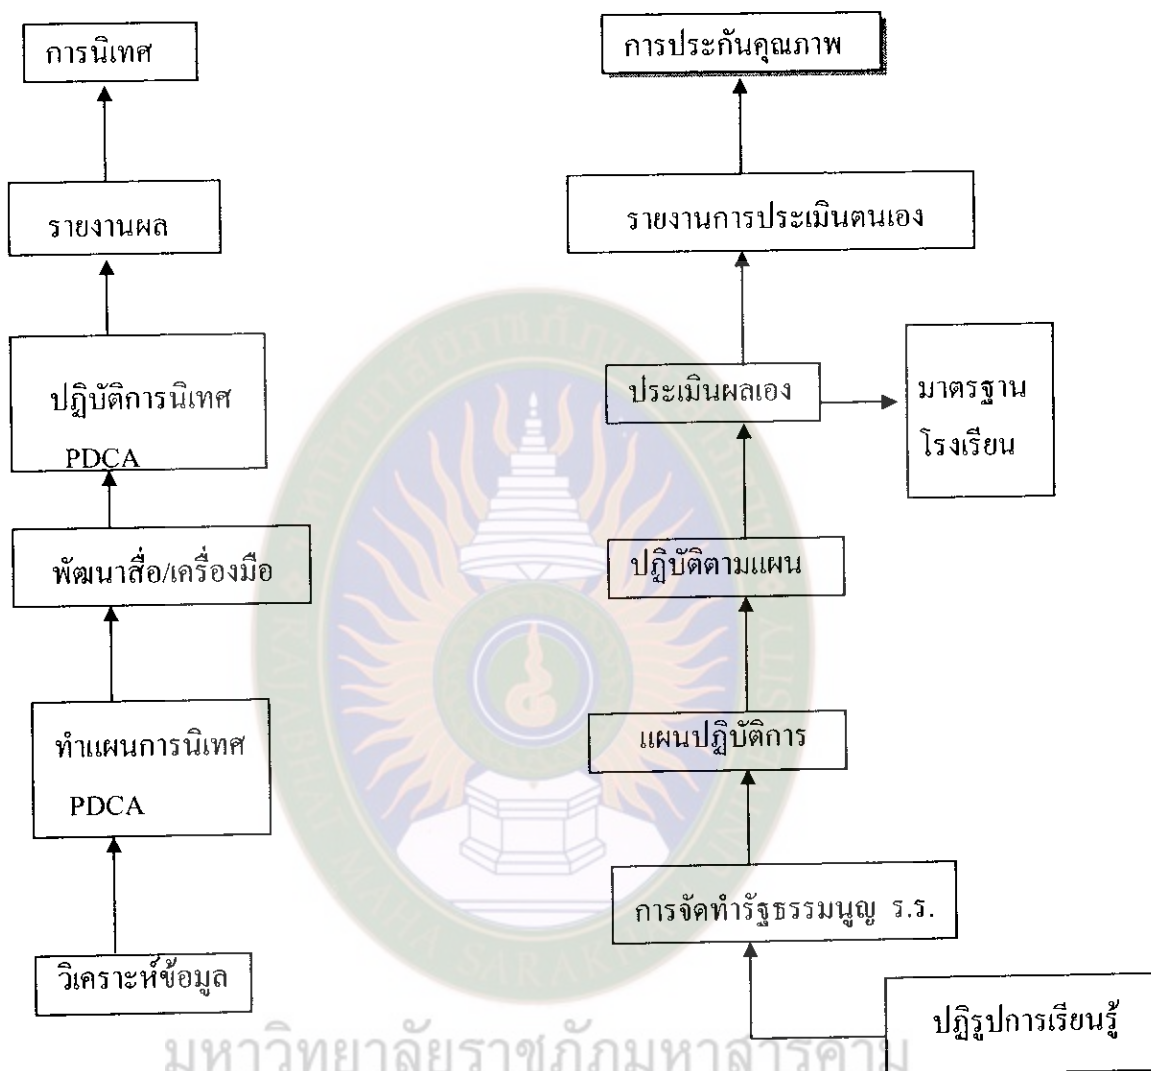 การนิเทศ
รายงานผล
ปฏิบัติการนิเทศ
PDCA
พัฒนาสื่อ/เครื่องมือ
ทำแผนการนิเทศ
PDCA
วิเคราะห์ข้อมูล
การประกันคุณภาพ
รายงานการประเมินตนเอง
ประเมินผลเอง
มาตรฐาน
โรงเรียน
ปฏิบัติตามแผน
แผนปฏิบัติการ
การจัดทำรัฐธรรมนูญ ร.ร.
ปฏิรูปการเรียนรู้
มหาวิทยาลัยราชภัฏมหาสารคาม